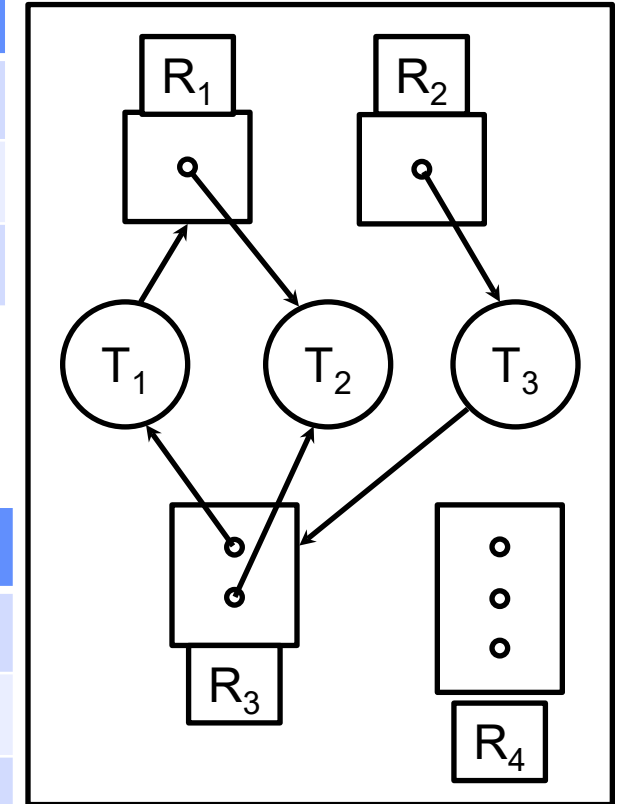 R₁ R₂
T₁ T₂ T₃
R₃
R₄